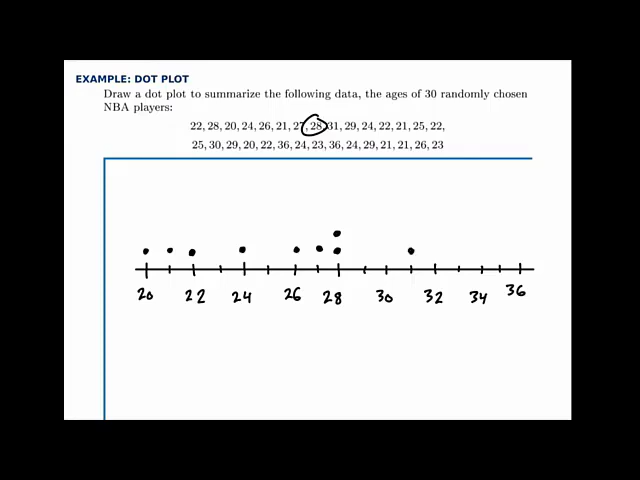 EXAMPLE: DOT PLOT
Draw a dot plot to summarize the following data, the ages of 30 randomly chosen
NBA players:
22, 28, 20, 24, 26, 21, 27, 28, 31, 29, 24, 22, 21, 25, 22,
25, 30, 29, 20, 22, 36, 24, 23, 36, 24, 29, 21, 21, 26, 23
20 22 24 26 28 30 32 34 36